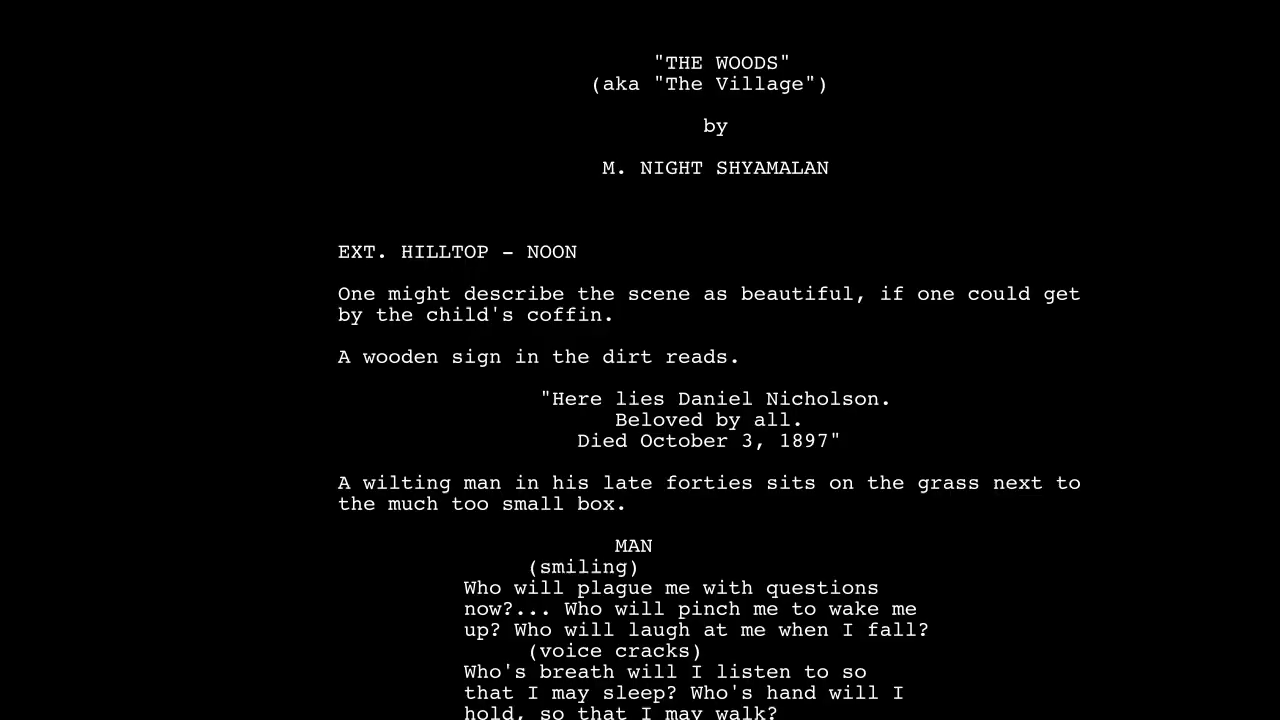 "THE WOODS"
(aka "The Village")
by
M. NIGHT SHYAMALAN
EXT. HILLTOP - NOON
One might describe the scene as beautiful, if one could get
by the child's coffin.
A wooden sign in the dirt reads.
"Here lies Daniel Nicholson.
Beloved by all.
Died October 3, 1897"
A wilting man in his late forties sits on the grass next to
the much too small box.
MAN
(smiling)
Who will plague me with questions
now?... Who will pinch me to wake me
up? Who will laugh at me when I fall?
(voice cracks)
Who's breath will I listen to so
that I may sleep? Who's hand will I
hold, so that I may walk?